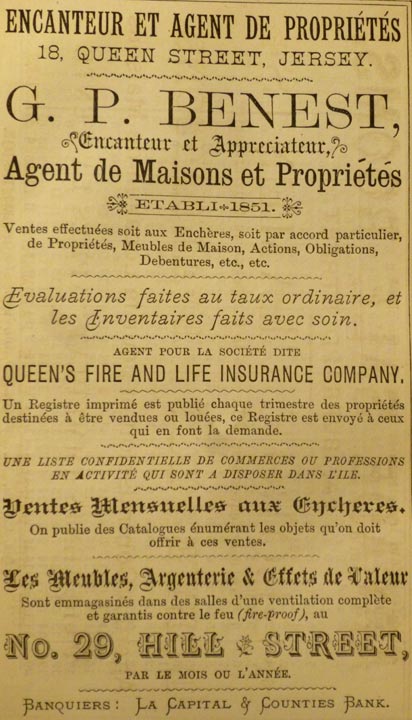 ENCANTEUR ET AGENT DE PROPRIÉTÉS
18, QUEEN STREET, JERSEY.
G. P. BENEST,
Encanteur et Appreciateur,
Agent de Maisons et Propriétés
ETABLI 1851.
Ventes effectuées soit aux Enchères, soit par accord particulier,
de Propriétés, Meubles de Maison, Actions, Obligations,
Debentures, etc., etc.
Evaluations faites au taux ordinaire, et
les Inventaires faits avec soin.
AGENT POUR LA SOCIÉTÉ DITE
QUEEN'S FIRE AND LIFE INSURANCE COMPANY.
Un Registre imprimé est publié chaque trimestre des propriétés
destinées à être vendues ou louées, ce Registre est envoyé à ceux
qui en font la demande.
UNE LISTE CONFIDENTIELLE DE COMMERCES OU PROFESSIONS
EN ACTIVITÉ QUI SONT A DISPOSER DANS L'ILE.
Ventes Mensuelles aux Encheres.
On publie des Catalogues énumérant les objets qu'on doit
offrir à ces ventes.
Les Meubles, Argenterie & Effets de Valeur
Sont emmagasinés dans des salles d'une ventilation complète
et garantis contre le feu (fire-proof), au
No. 29, HILL STREET,
PAR LE MOIS OU L'ANNÉE.
BANQUIERS: LA CAPITAL & COUNTIES BANK.